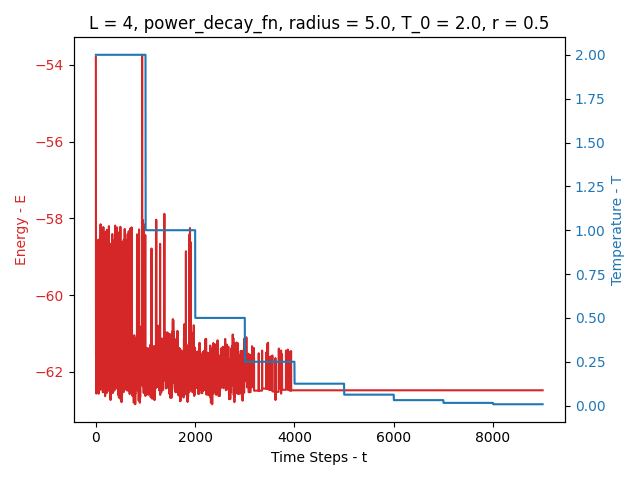 L = 4, power_decay_fn, radius = 5.0, T_0 = 2.0, r = 0.5
−54
−56
−58
−60
−62
Energy - E
2.00
1.75
1.50
1.25
1.00
0.75
0.50
0.25
0.00
Temperature - T
0 2000 4000 6000 8000
Time Steps - t